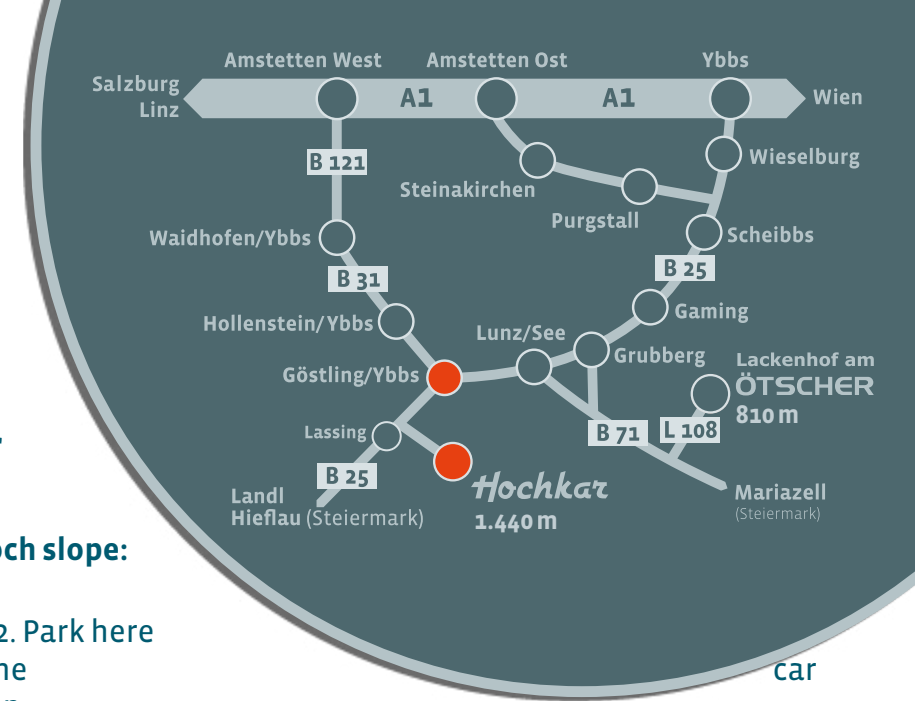 Amstetten West
Amstetten Ost
Ybbs
Salzburg
Linz
A1
A1
Wien
B 121
Wieselburg
Steinakirchen
Purgstall
Waidhofen/Ybbs
Scheibbs
B 31
B 25
Hollenstein/Ybbs
Gaming
Lunz/See
Grubberg
Göstling/Ybbs
Lackenhof am
ÖTSCHER
810 m
Lassing
B 71
L 108
B 25
Hochkar
1.440 m
Landl
Hieflau (Steiermark)
Mariazell
(Steiermark)
och slope:
2. Park here
car